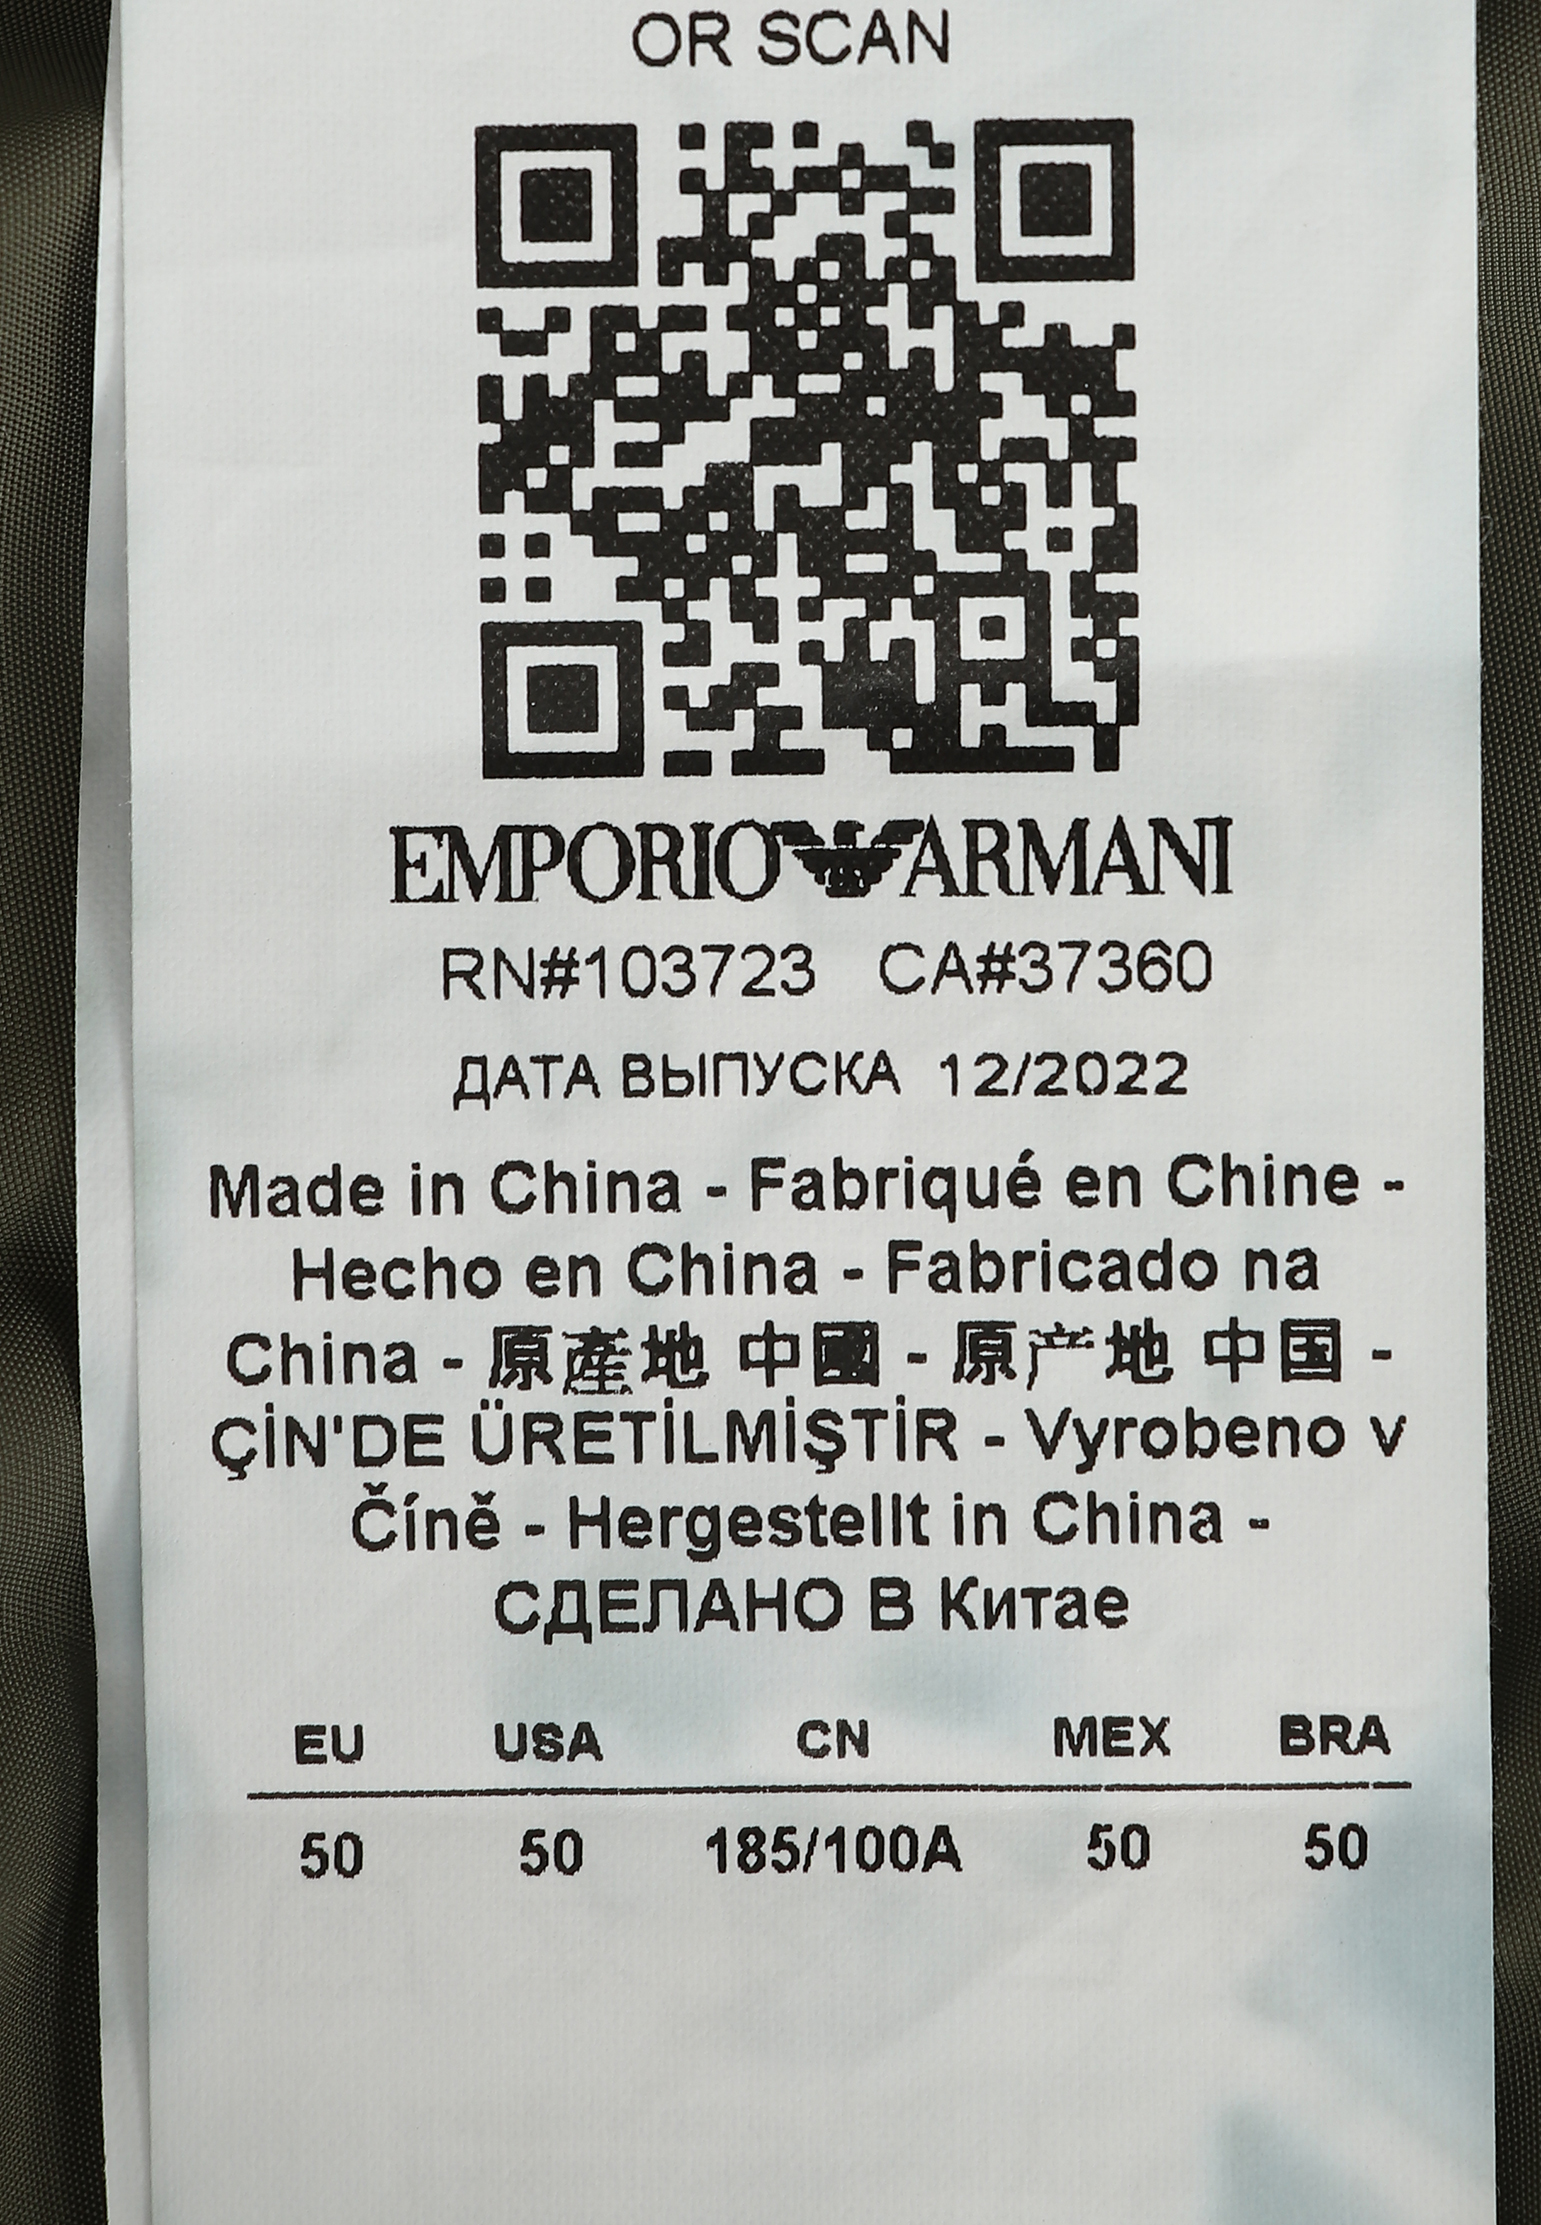 OR SCAN
EMPORIO ARMANI
RN#103723 CA#37360
ДАТА ВЫПУСКА 12/2022
Made in China - Fabriqué en Chine -
Hecho en China - Fabricado na
China - 原產地 中國 - 原产地 中国 -
ÇİN'DE ÜRETİLMİŞTİR - Vyrobeno v
Číně - Hergestellt in China -
СДЕЛАНО В Китае
EU USA CN MEX BRA
50 50 185/100A 50 50